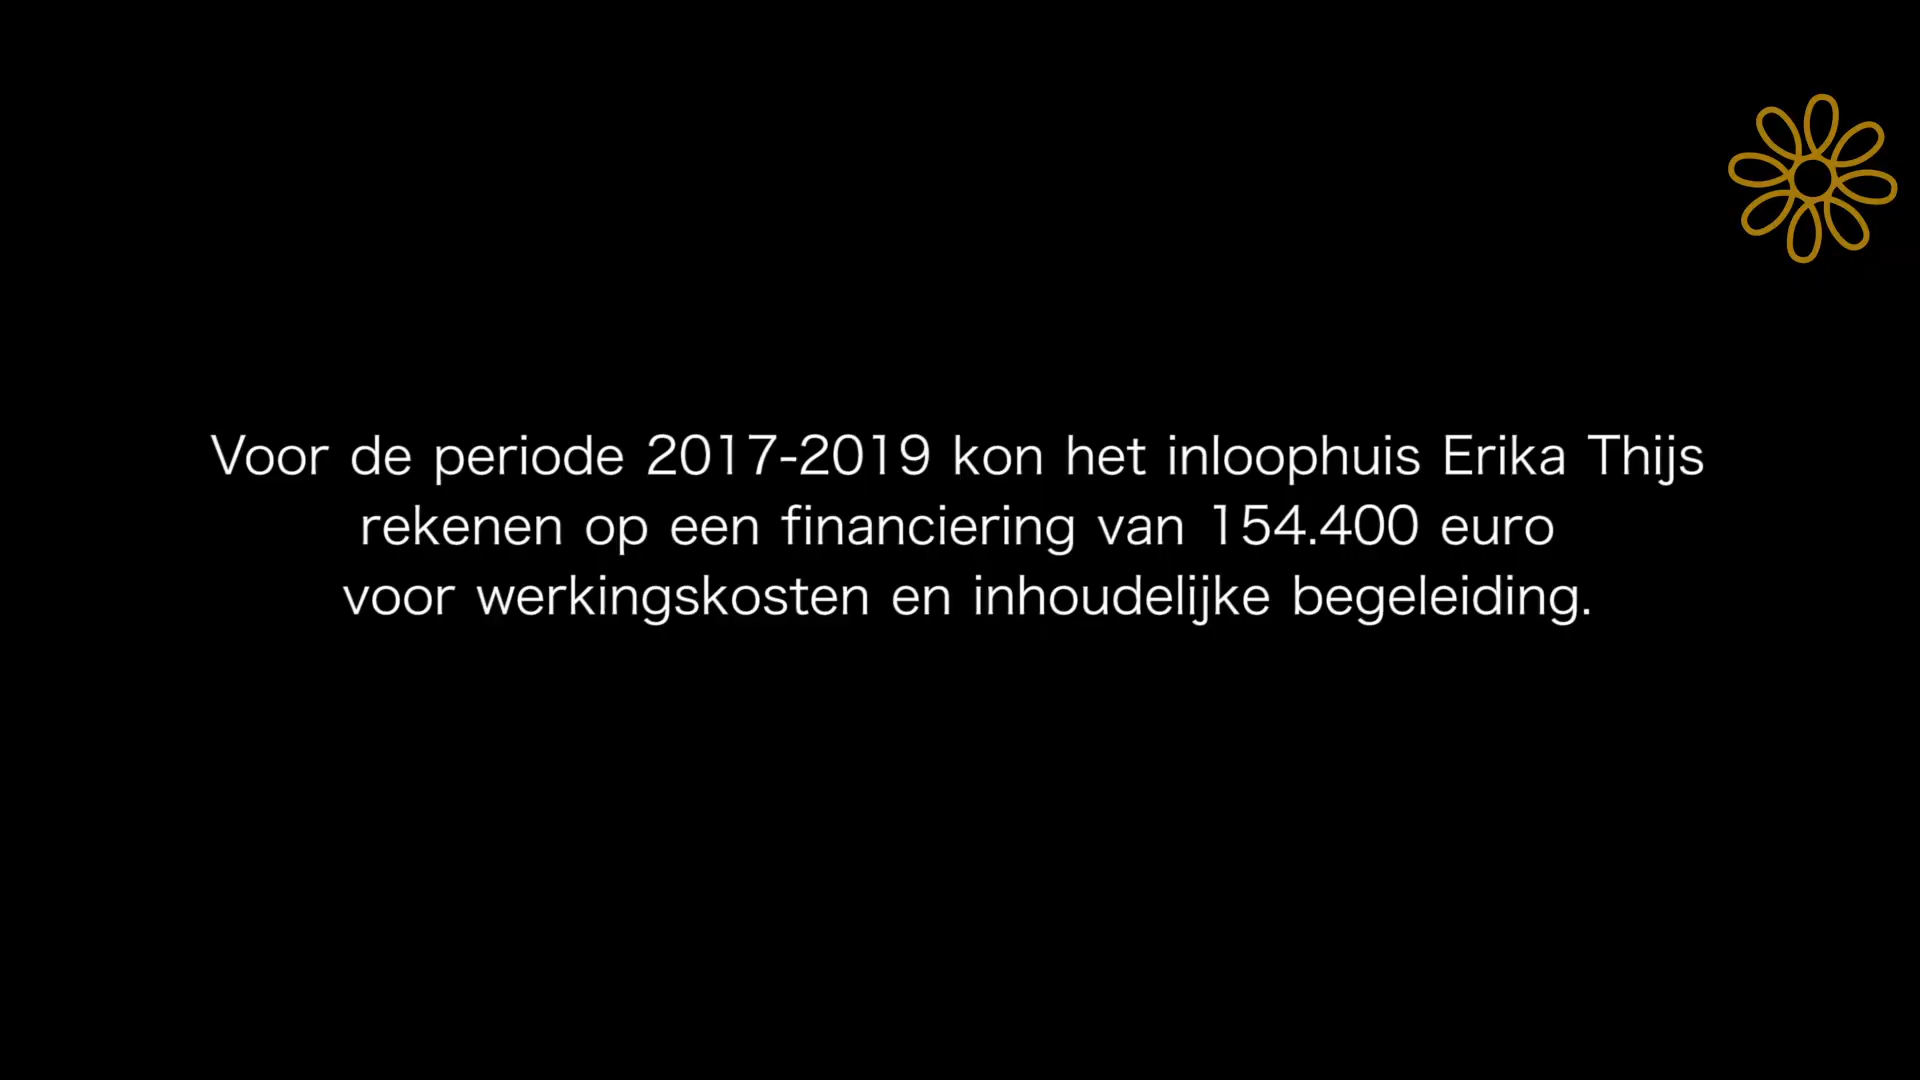 Voor de periode 2017-2019 kon het inloophuis Erika Thijs
rekenen op een financiering van 154.400 euro
voor werkingskosten en inhoudelijke begeleiding.